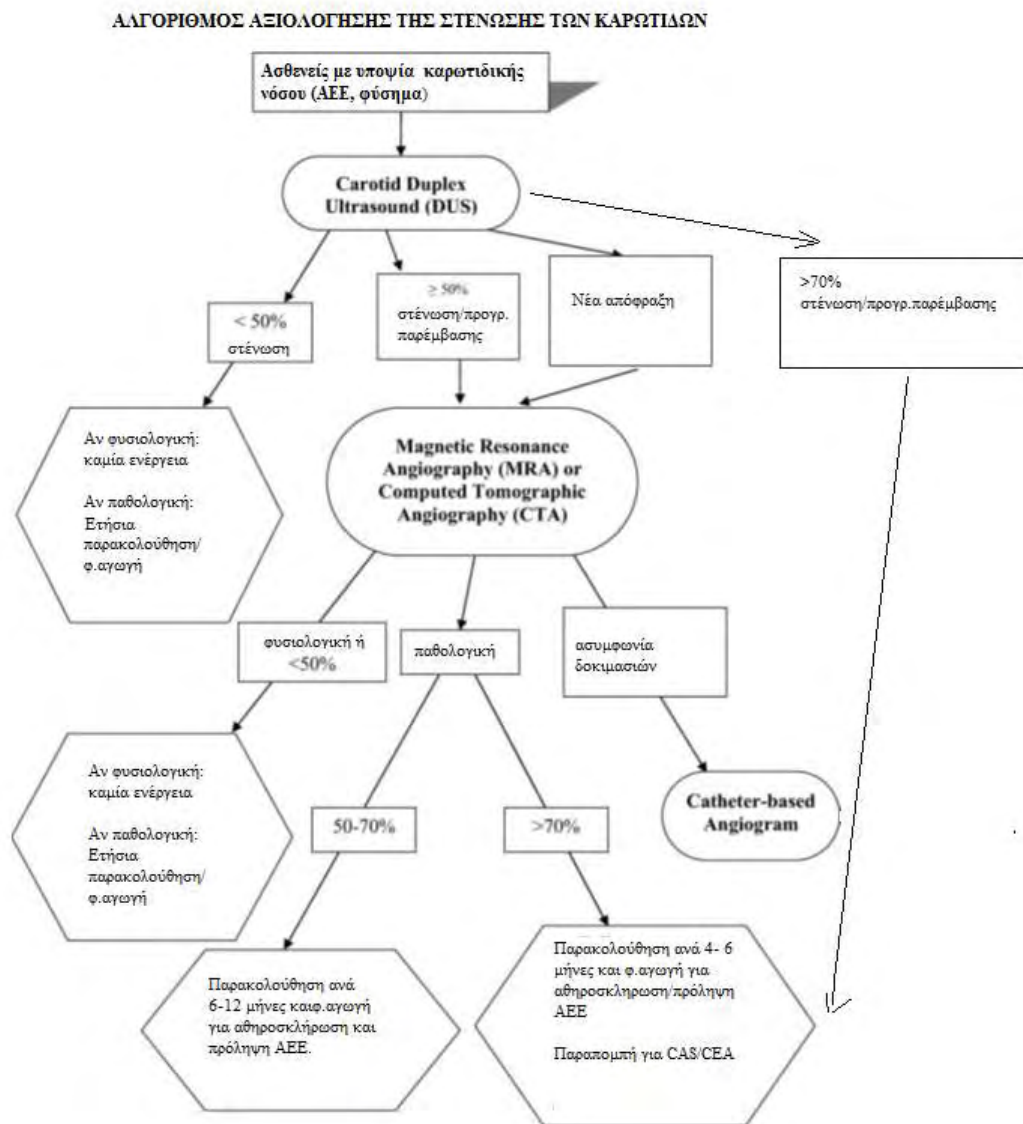 ΑΛΓΟΡΙΘΜΟΣ ΑΞΙΟΛΟΓΗΣΗΣ ΤΗΣ ΣΤΕΝΩΣΗΣ ΤΩΝ ΚΑΡΩΤΙΔΩΝ
Ασθενείς με υποψία καρωτιδικής
νόσου (ΑΕΕ, φύσημα)
Carotid Duplex
Ultrasound (DUS)
< 50%
στένωση
≥ 50%
στένωση/προγρ.
παρέμβασης
Νέα απόφραξη
>70%
στένωση/προγρ.παρέμβασης
Αν φυσιολογική:
καμία ενέργεια
Αν παθολογική:
Ετήσια
παρακολούθηση/
φ.αγωγή
Magnetic Resonance
Angiography (MRA) or
Computed Tomographic
Angiography (CTA)
φυσιολογική ή
<50%
παθολογική
ασυμφωνία
δοκιμασιών
Αν φυσιολογική:
καμία ενέργεια
Αν παθολογική:
Ετήσια
παρακολούθηση/
φ.αγωγή
50-70%
>70%
Catheter-based
Angiogram
Παρακολούθηση ανά
6-12 μήνες καιφ.αγωγή
για αθηροσκλήρωση και
πρόληψη ΑΕΕ.
Παρακολούθηση ανά 4- 6
μήνες και φ.αγωγή για
αθηροσκληρωση/πρόληψη
ΑΕΕ
Παραπομπή για CAS/CEA